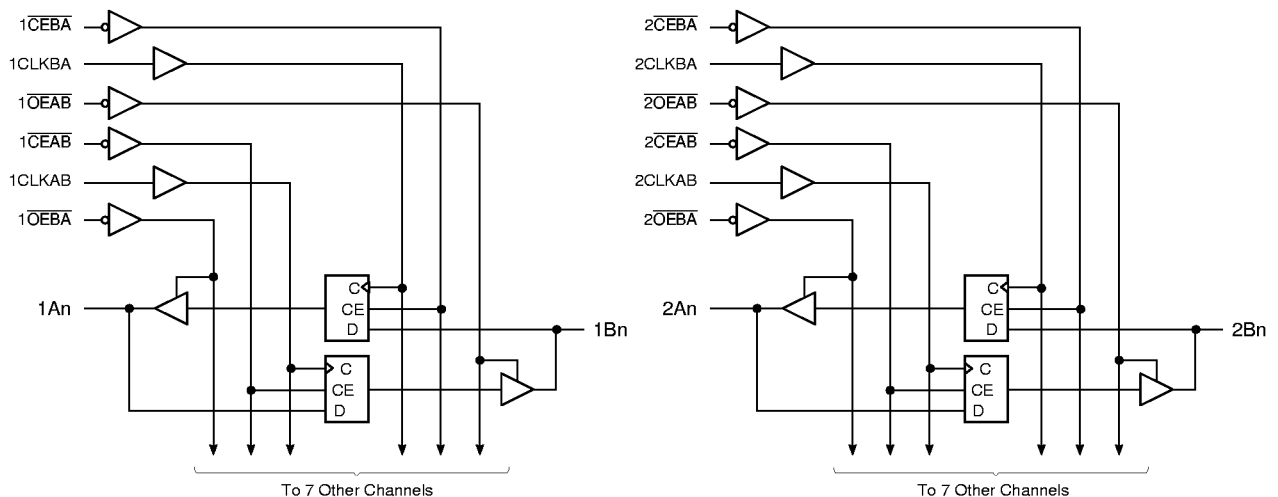 1CEBA
1CLKBA
1OEAB
1CEAB
1CLKAB
1OEBA
1An
C
CE
D
1Bn
C
CE
D
To 7 Other Channels
2CEBA
2CLKBA
2OEAB
2CEAB
2CLKAB
2OEBA
2An
C
CE
D
2Bn
C
CE
D
To 7 Other Channels